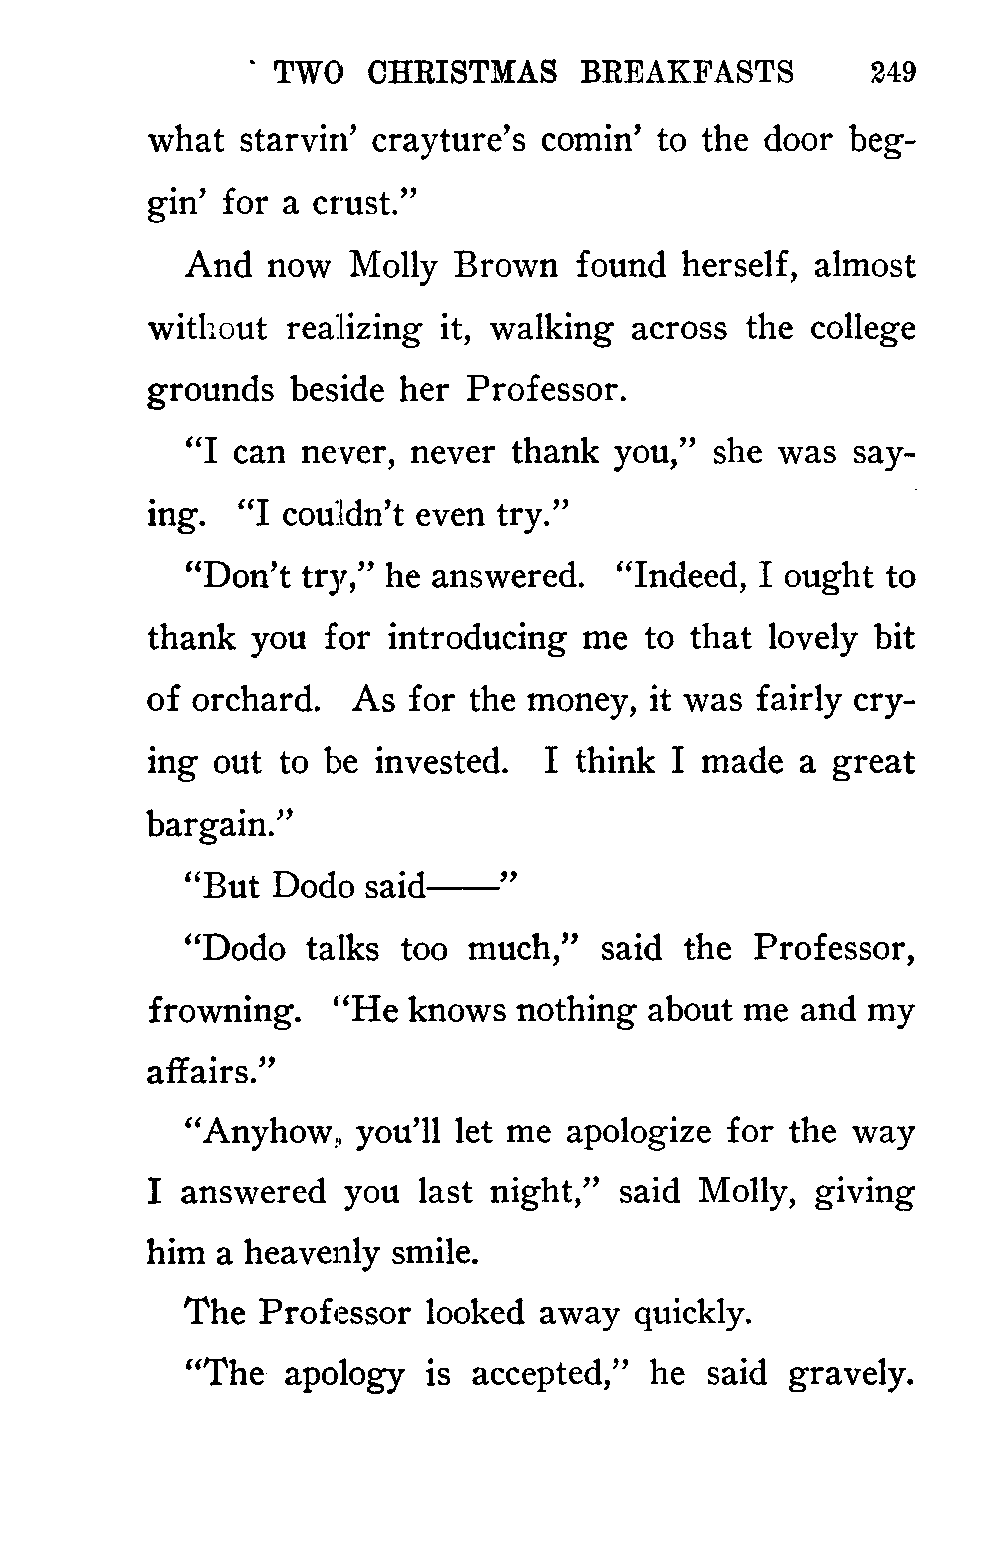 TWO CHRISTMAS BREAKFASTS 249
what starvin’ crayture’s comin’ to the door beg-
gin’ for a crust.”
And now Molly Brown found herself, almost
without realizing it, walking across the college
grounds beside her Professor.
“I can never, never thank you,” she was say-
ing. “I couldn’t even try.”
“Don’t try,” he answered. “Indeed, I ought to
thank you for introducing me to that lovely bit
of orchard. As for the money, it was fairly cry-
ing out to be invested. I think I made a great
bargain.”
“But Dodo said——”
“Dodo talks too much,” said the Professor,
frowning. “He knows nothing about me and my
affairs.”
“Anyhow, you’ll let me apologize for the way
I answered you last night,” said Molly, giving
him a heavenly smile.
The Professor looked away quickly.
“The apology is accepted,” he said gravely.